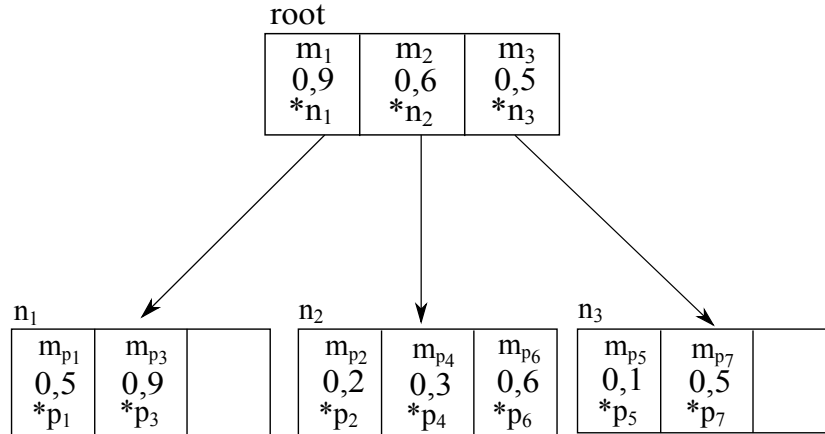 root
m₁ m₂ m₃
0,9 0,6 0,5
*n₁ *n₂ *n₃
n₁ n₂ n₃
mₚ₁ mₚ₃ mₚ₂ mₚ₄ mₚ₆ mₚ₅ mₚ₇
0,5 0,9 0,2 0,3 0,6 0,1 0,5
*p₁ *p₃ *p₂ *p₄ *p₆ *p₅ *p₇